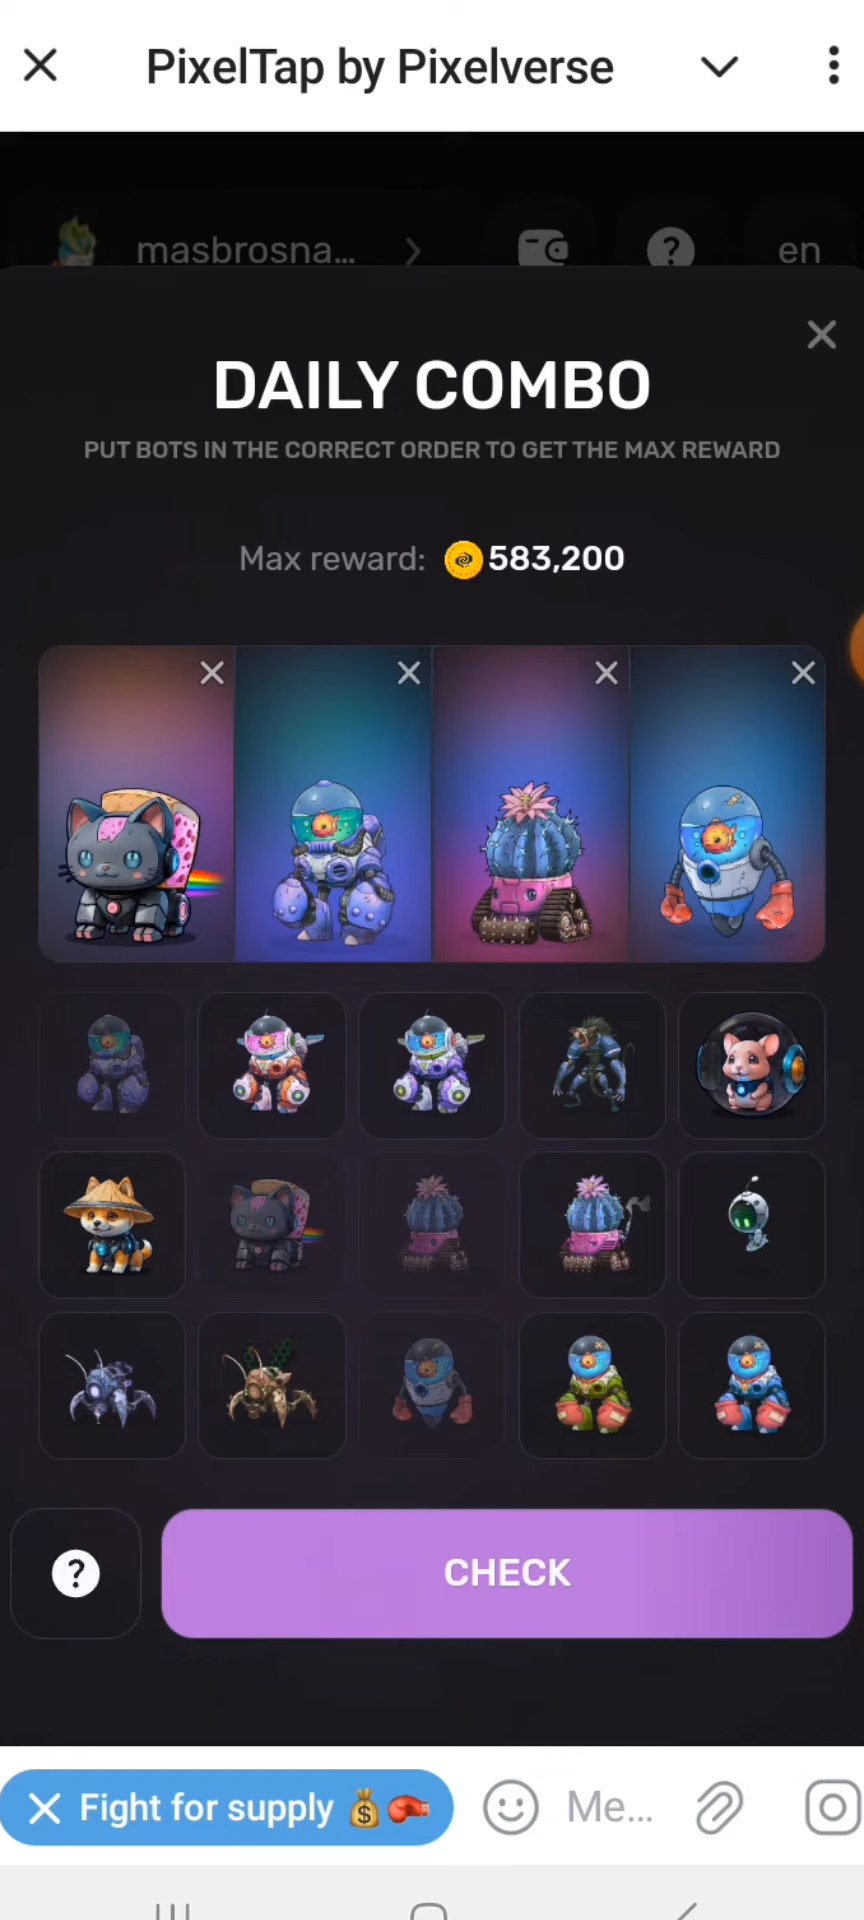 PixelTap by Pixelverse
masbrosna...
en
DAILY COMBO
PUT BOTS IN THE CORRECT ORDER TO GET THE MAX REWARD
Max reward: 583,200
CHECK
Fight for supply 💰🥊
Me...